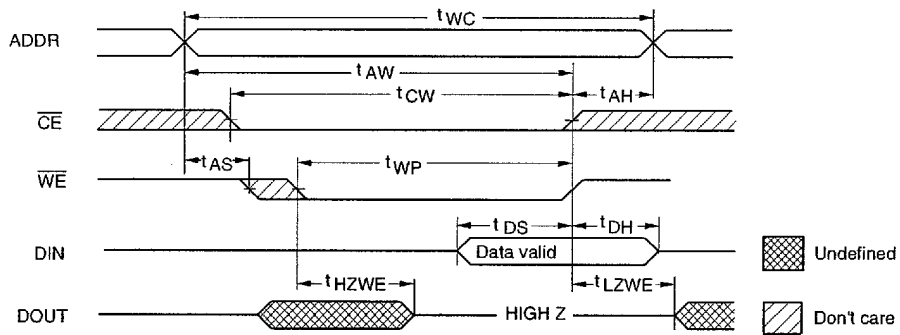 tWC
ADDR
tAW
tCW
tAH
CE
tAS
tWP
WE
tDS
tDH
DIN
Data valid
Undefined
tHZWE
tLZWE
DOUT
HIGH Z
Don't care